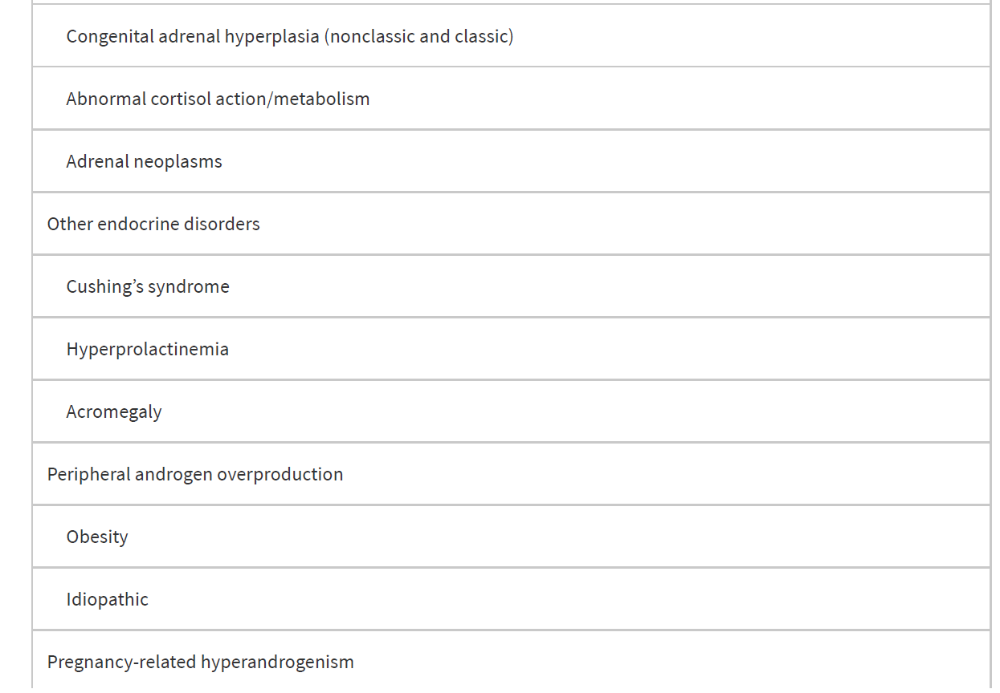 Congenital adrenal hyperplasia (nonclassic and classic)
Abnormal cortisol action/metabolism
Adrenal neoplasms
Other endocrine disorders
Cushing’s syndrome
Hyperprolactinemia
Acromegaly
Peripheral androgen overproduction
Obesity
Idiopathic
Pregnancy-related hyperandrogenism